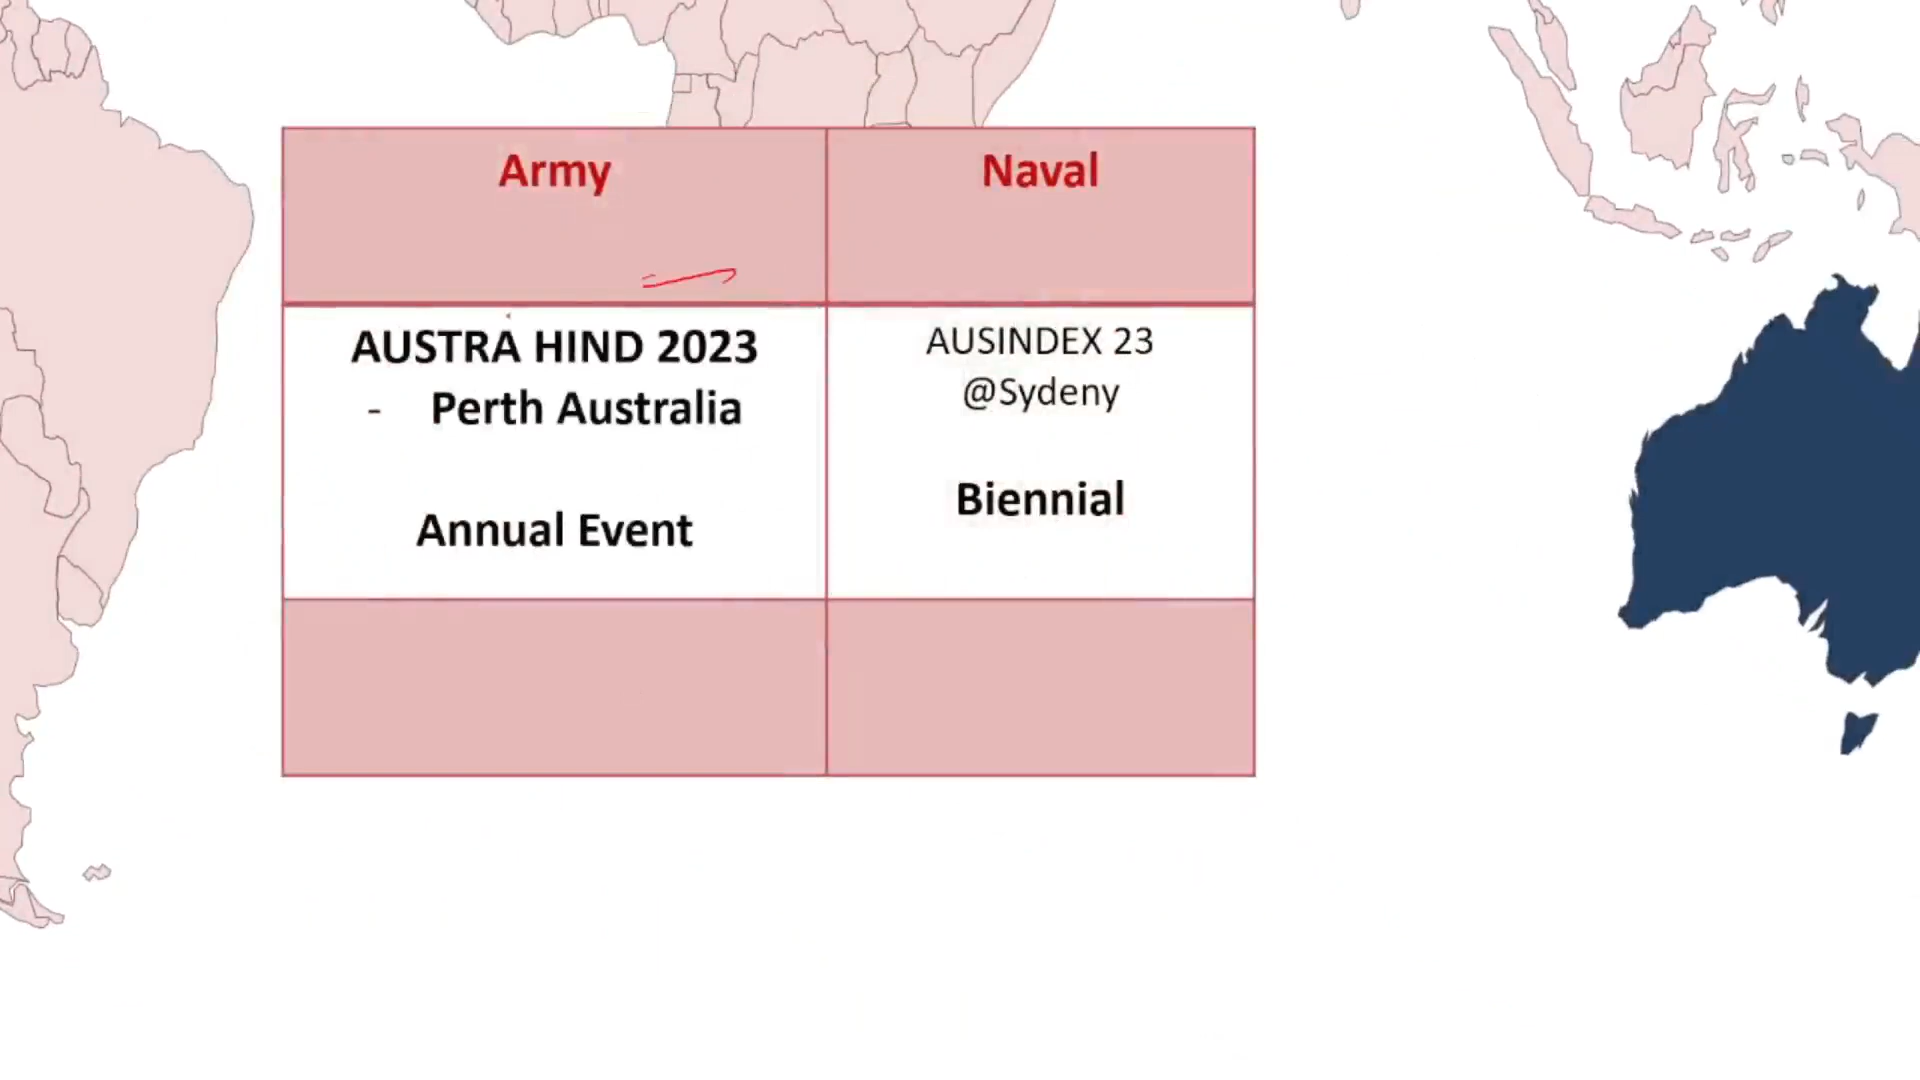 Army
Naval
AUSTRA HIND 2023
- Perth Australia
Annual Event
AUSINDEX 23
@Sydeny
Biennial